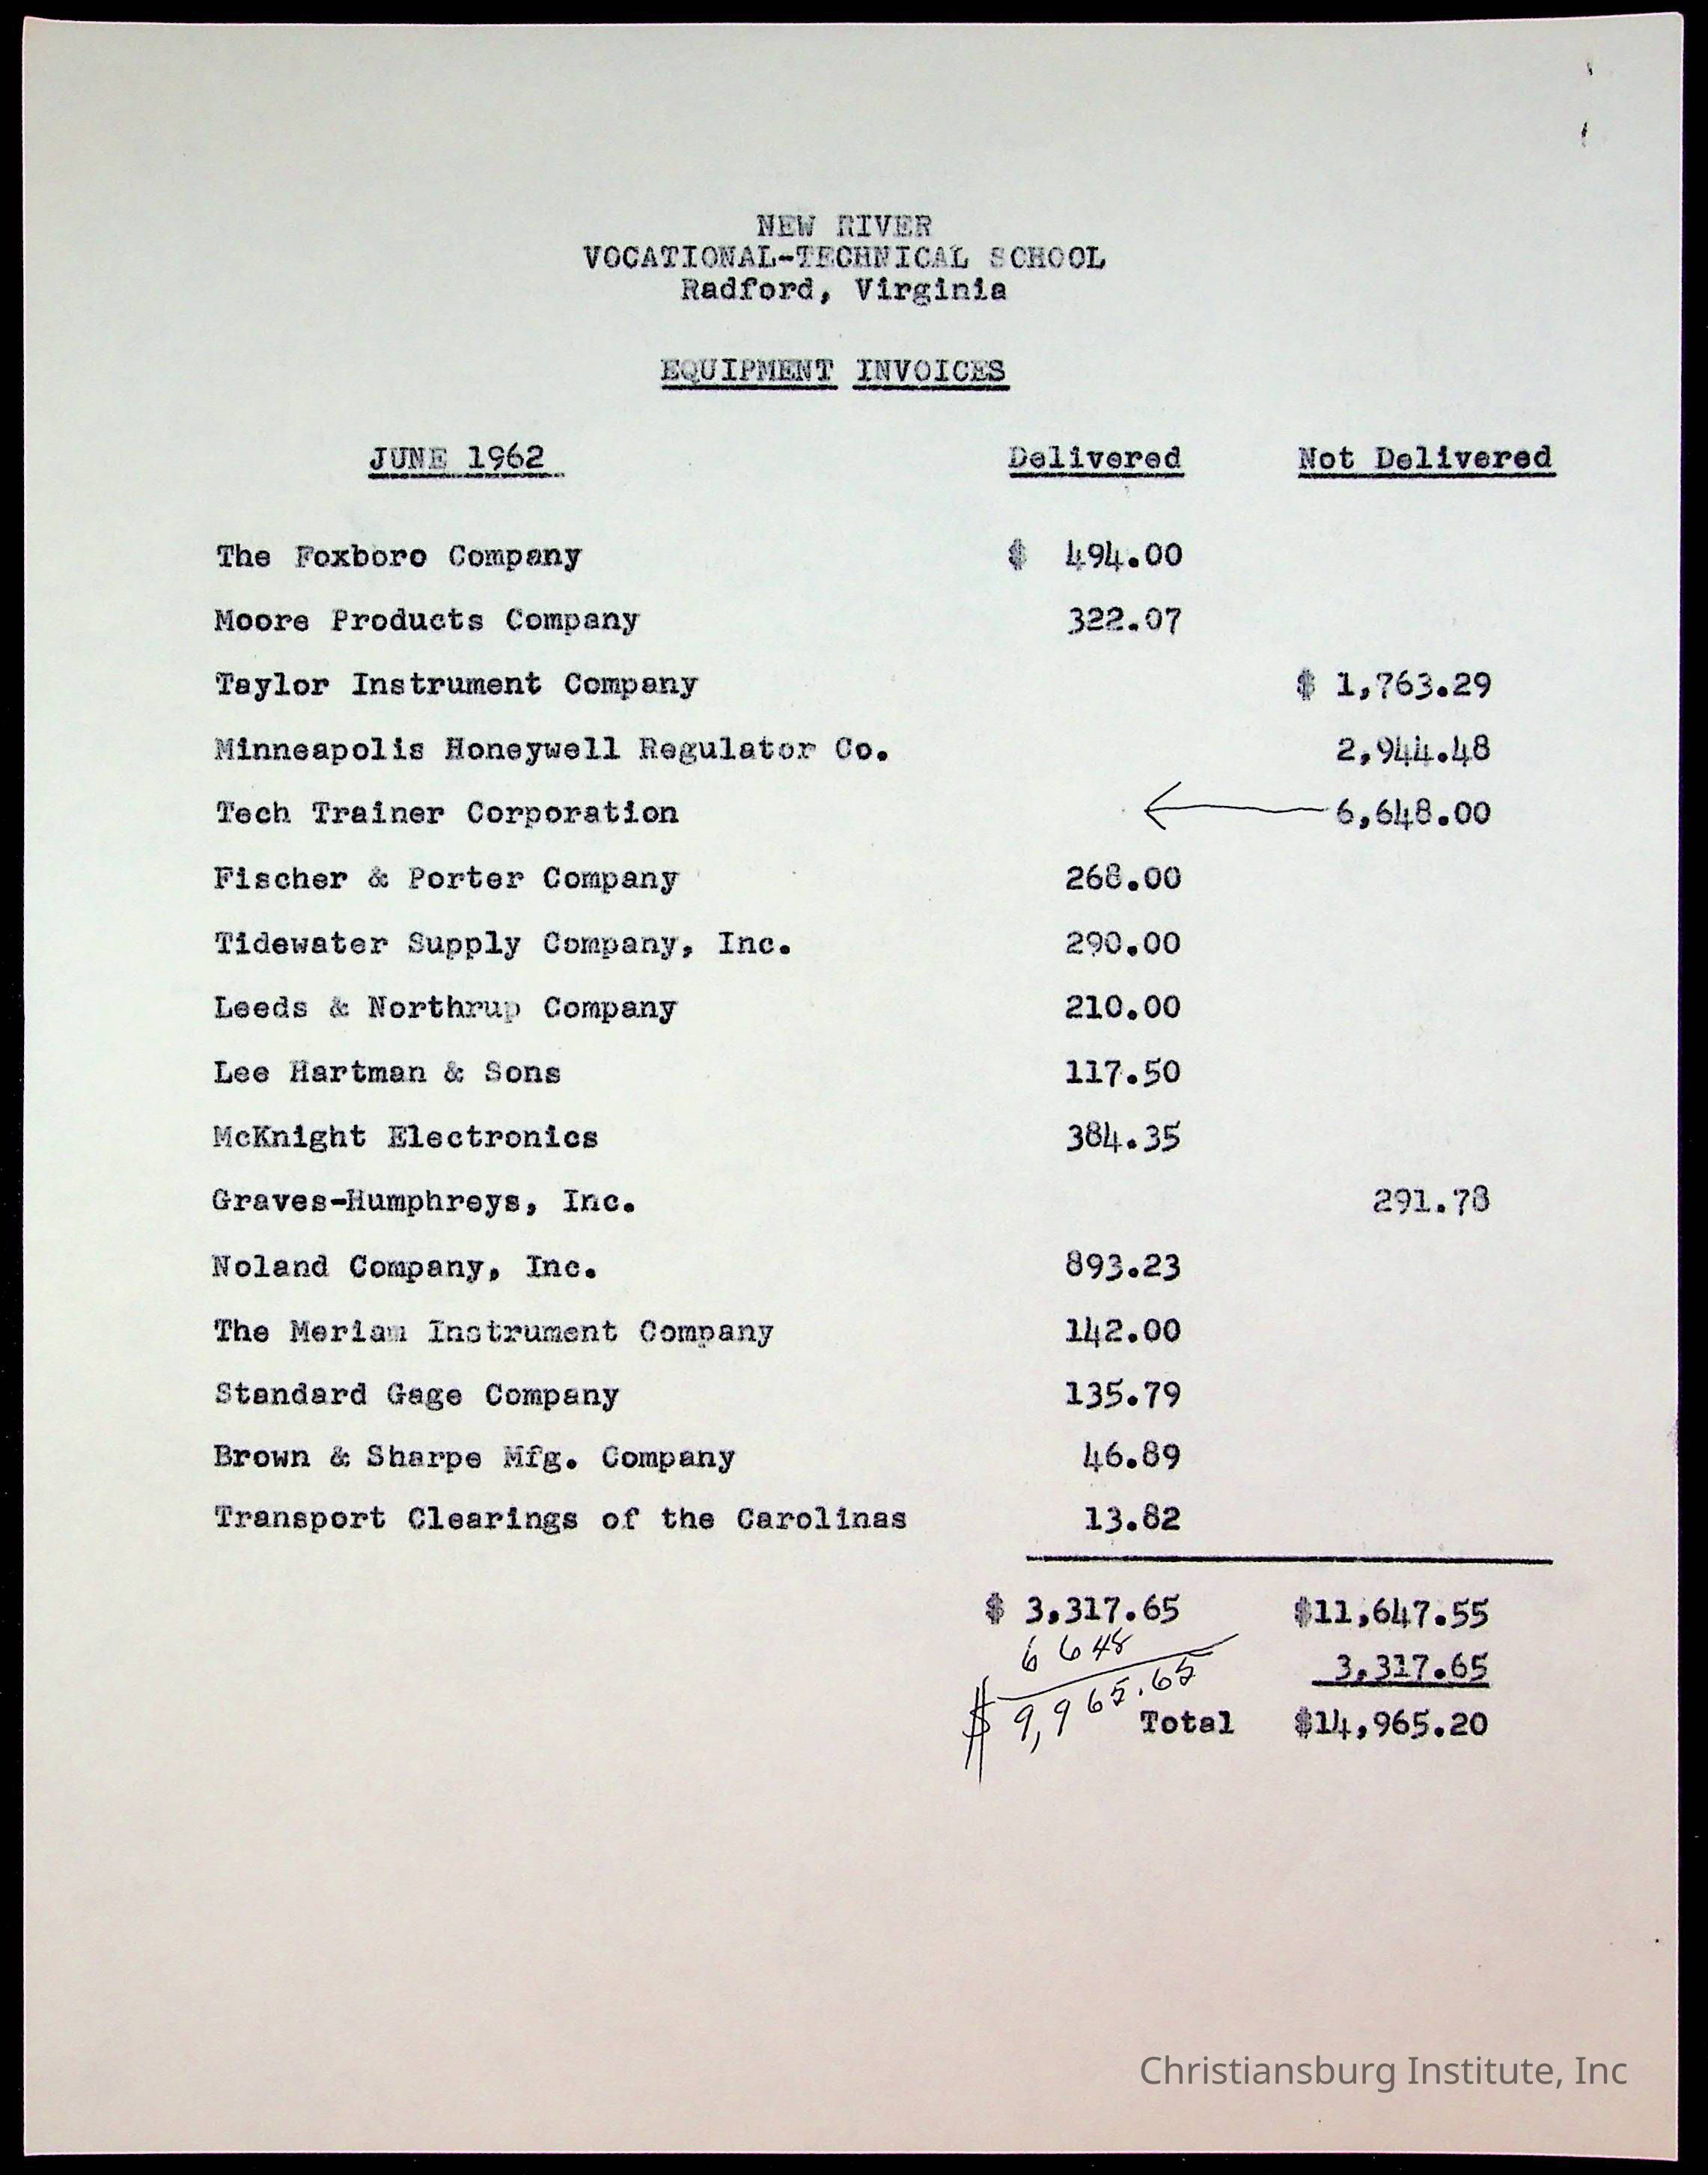 NEW RIVER
VOCATIONAL-TECHNICAL SCHOOL
Radford, Virginia
EQUIPMENT INVOICES
JUNE 1962 Delivered Not Delivered
The Foxboro Company $ 494.00
Moore Products Company 322.07
Taylor Instrument Company $ 1,763.29
Minneapolis Honeywell Regulator Co. 2,944.48
Tech Trainer Corporation 6,648.00
Fischer & Porter Company 268.00
Tidewater Supply Company, Inc. 290.00
Leeds & Northrup Company 210.00
Lee Hartman & Sons 117.50
McKnight Electronics 384.35
Graves-Humphreys, Inc. 291.78
Noland Company, Inc. 893.23
The Meriam Instrument Company 142.00
Standard Gage Company 135.79
Brown & Sharpe Mfg. Company 46.89
Transport Clearings of the Carolinas 13.82
$ 3,317.65 $11,647.55
6 648 3,317.65
$ 9,965.65 Total $14,965.20
Christiansburg Institute, Inc